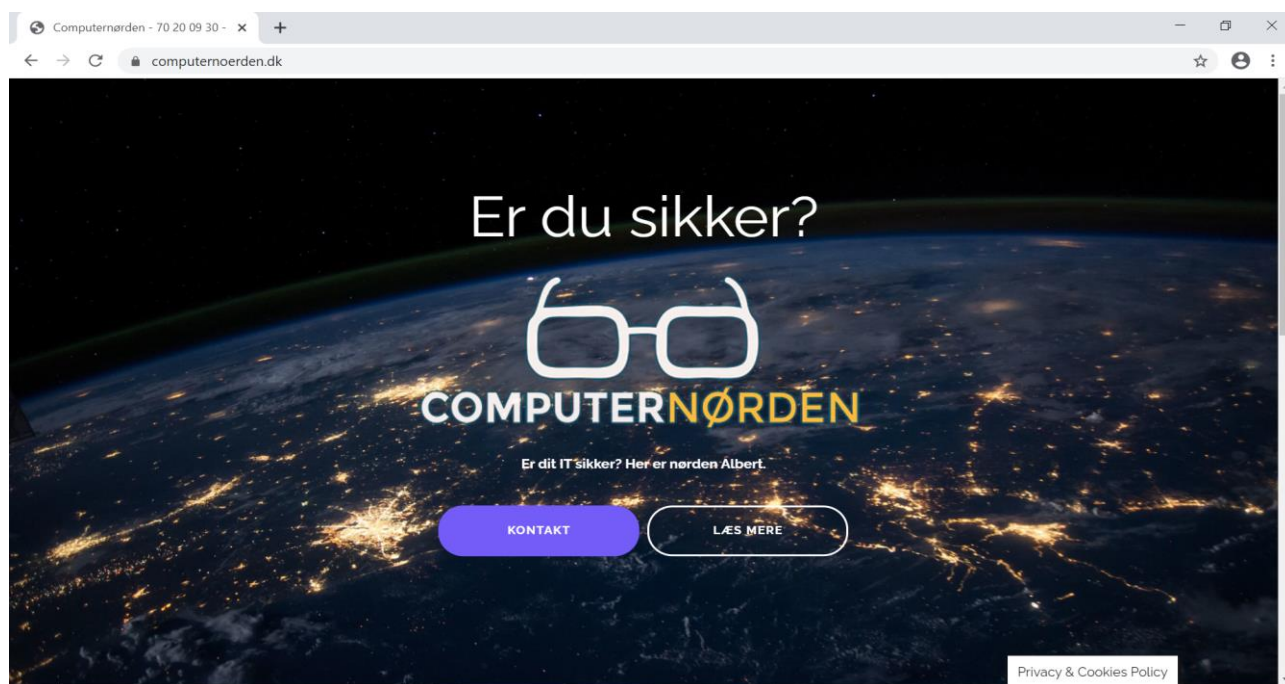 Computernørden - 70 20 09 30 -
computernoerden.dk
Er du sikker?
COMPUTERNØRDEN
Er dit IT sikker? Her er nørden Albert.
KONTAKT
LÆS MERE
Privacy & Cookies Policy